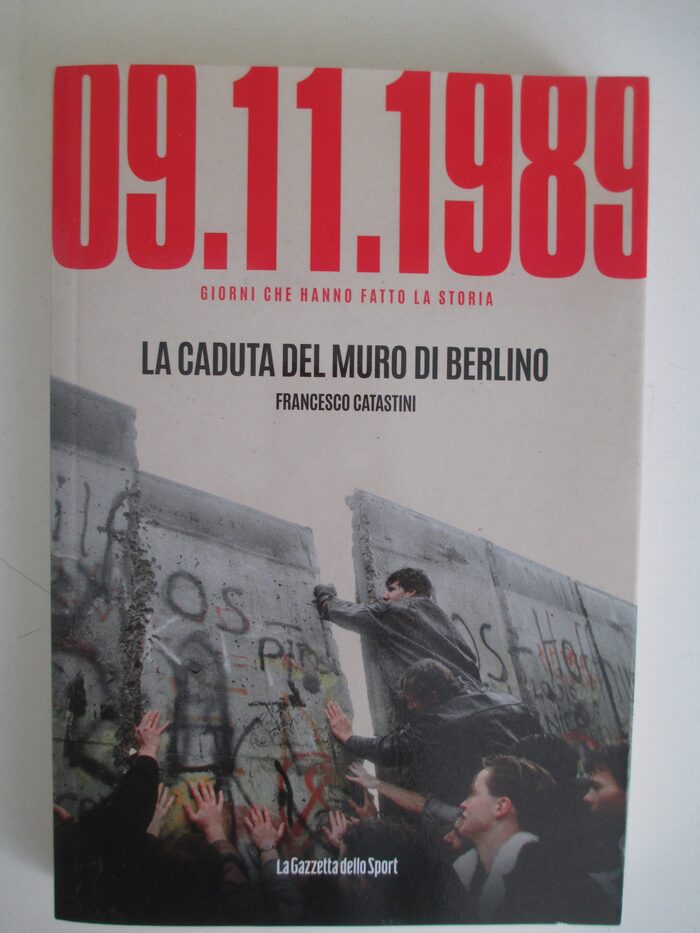 09.11.1989
GIORNI CHE HANNO FATTO LA STORIA
LA CADUTA DEL MURO DI BERLINO
FRANCESCO CATASTINI
OS
La Gazzetta dello Sport